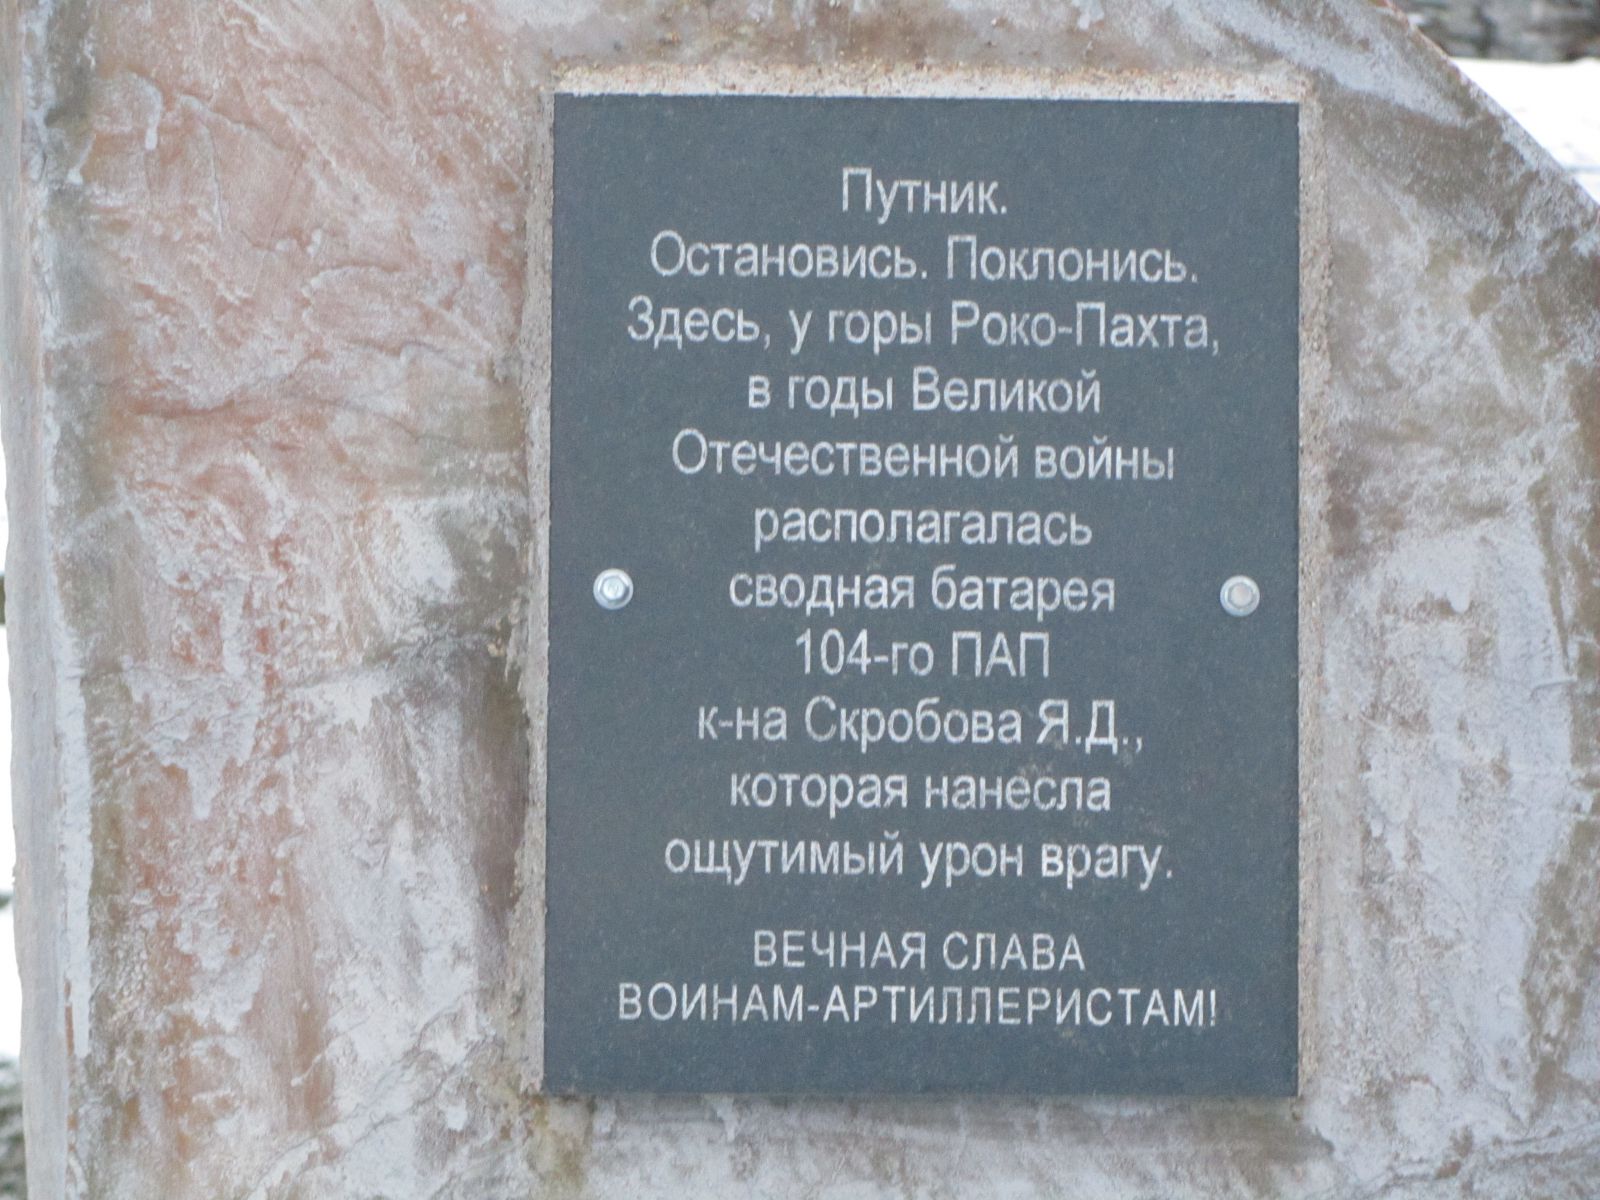 Путник.
Остановись. Поклонись.
Здесь, у горы Роко-Пахта,
в годы Великой
Отечественной войны
располагалась
сводная батарея
104-го ПАП
к-на Скробова Я.Д.,
которая нанесла
ощутимый урон врагу.
ВЕЧНАЯ СЛАВА
ВОИНАМ-АРТИЛЛЕРИСТАМ!